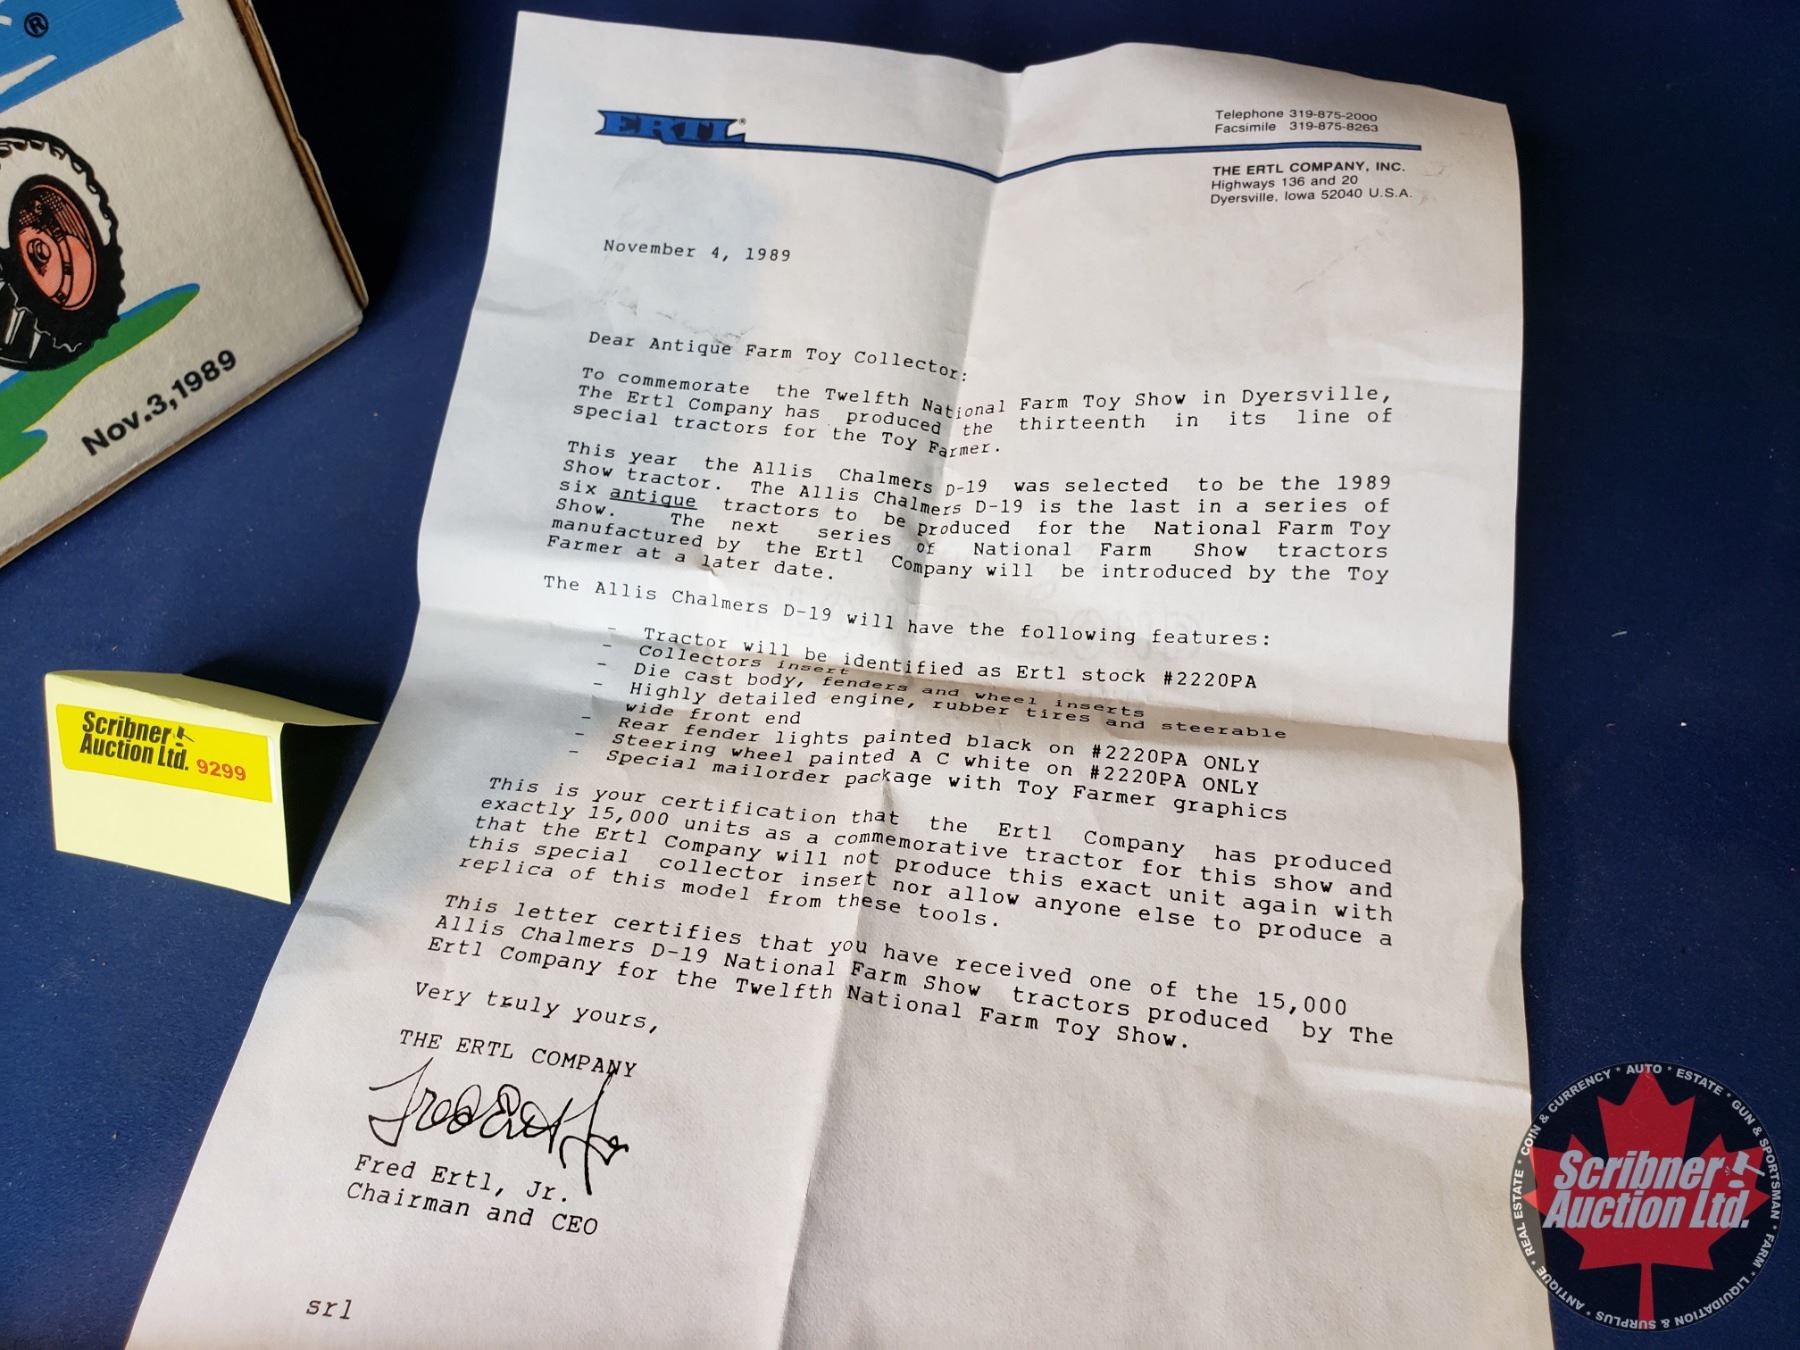 ®
Nov.3,1989
ERTL®
Telephone 319-875-2000
Facsimile 319-875-8263
THE ERTL COMPANY, INC.
Highways 136 and 20
Dyersville, Iowa 52040 U.S.A.
November 4, 1989
Dear Antique Farm Toy Collector:
To commemorate the Twelfth National Farm Toy Show in Dyersville,
The Ertl Company has produced the thirteenth in its line of
special tractors for the Toy Farmer.
This year the Allis Chalmers D-19 was selected to be the 1989
Show tractor. The Allis Chalmers D-19 is the last in a series of
six antique tractors to be produced for the National Farm Toy
Show. The next series of National Farm Show tractors
manufactured by the Ertl Company will be introduced by the Toy
Farmer at a later date.
The Allis Chalmers D-19 will have the following features:
- Tractor will be identified as Ertl stock #2220PA
- Collectors insert
- Die cast body, fenders and wheel inserts
- Highly detailed engine, rubber tires and steerable
wide front end
- Rear fender lights painted black on #2220PA ONLY
- Steering wheel painted A C white on #2220PA ONLY
- Special mailorder package with Toy Farmer graphics
This is your certification that the Ertl Company has produced
exactly 15,000 units as a commemorative tractor for this show and
that the Ertl Company will not produce this exact unit again with
this special collector insert nor allow anyone else to produce a
replica of this model from these tools.
This letter certifies that you have received one of the 15,000
Allis Chalmers D-19 National Farm Show tractors produced by The
Ertl Company for the Twelfth National Farm Toy Show.
Very truly yours,
THE ERTL COMPANY
Fred Ertl Jr
Fred Ertl, Jr.
Chairman and CEO
srl
Scribner
Auction Ltd. 9299
Scribner
Auction Ltd.
REAL ESTATE * COIN & CURRENCY * AUTO * ESTATE * GUN & SPORTSMAN * FARM * LIQUIDATION & SURPLUS * ANTIQUE *